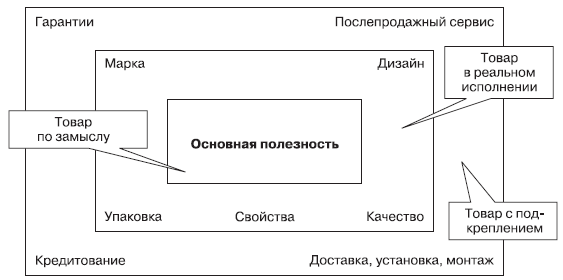 Гарантии
Послепродажный сервис
Марка
Дизайн
Товар
в реальном
исполнении
Товар
по замыслу
Основная полезность
Упаковка
Свойства
Качество
Товар с под-
креплением
Кредитование
Доставка, установка, монтаж